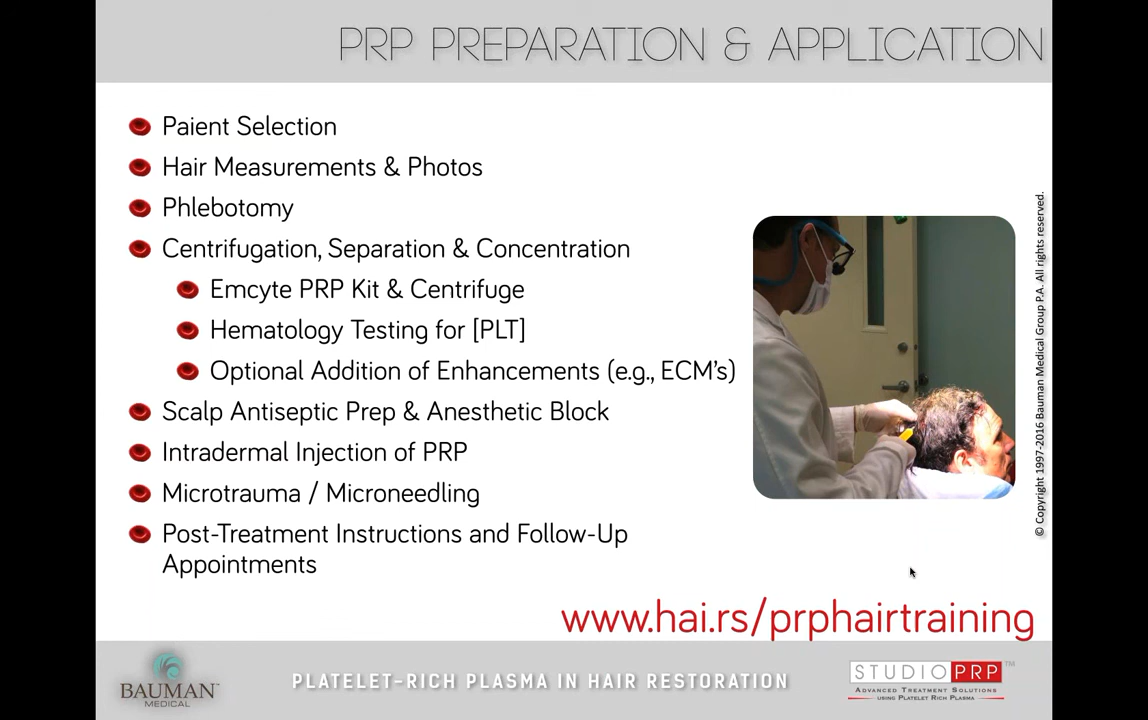 PRP PREPARATION & APPLICATION
Paient Selection
Hair Measurements & Photos
Phlebotomy
Centrifugation, Separation & Concentration
Emcyte PRP Kit & Centrifuge
Hematology Testing for [PLT]
Optional Addition of Enhancements (e.g., ECM's)
Scalp Antiseptic Prep & Anesthetic Block
Intradermal Injection of PRP
Microtrauma / Microneedling
Post-Treatment Instructions and Follow-Up
Appointments
© Copyright 1997-2016 Bauman Medical Group P.A. All rights reserved.
www.hai.rs/prphairtraining
BAUMAN™
MEDICAL
PLATELET-RICH PLASMA IN HAIR RESTORATION
STUDIO PRP™
ADVANCED TREATMENT SOLUTIONS
USING PLATELET RICH PLASMA